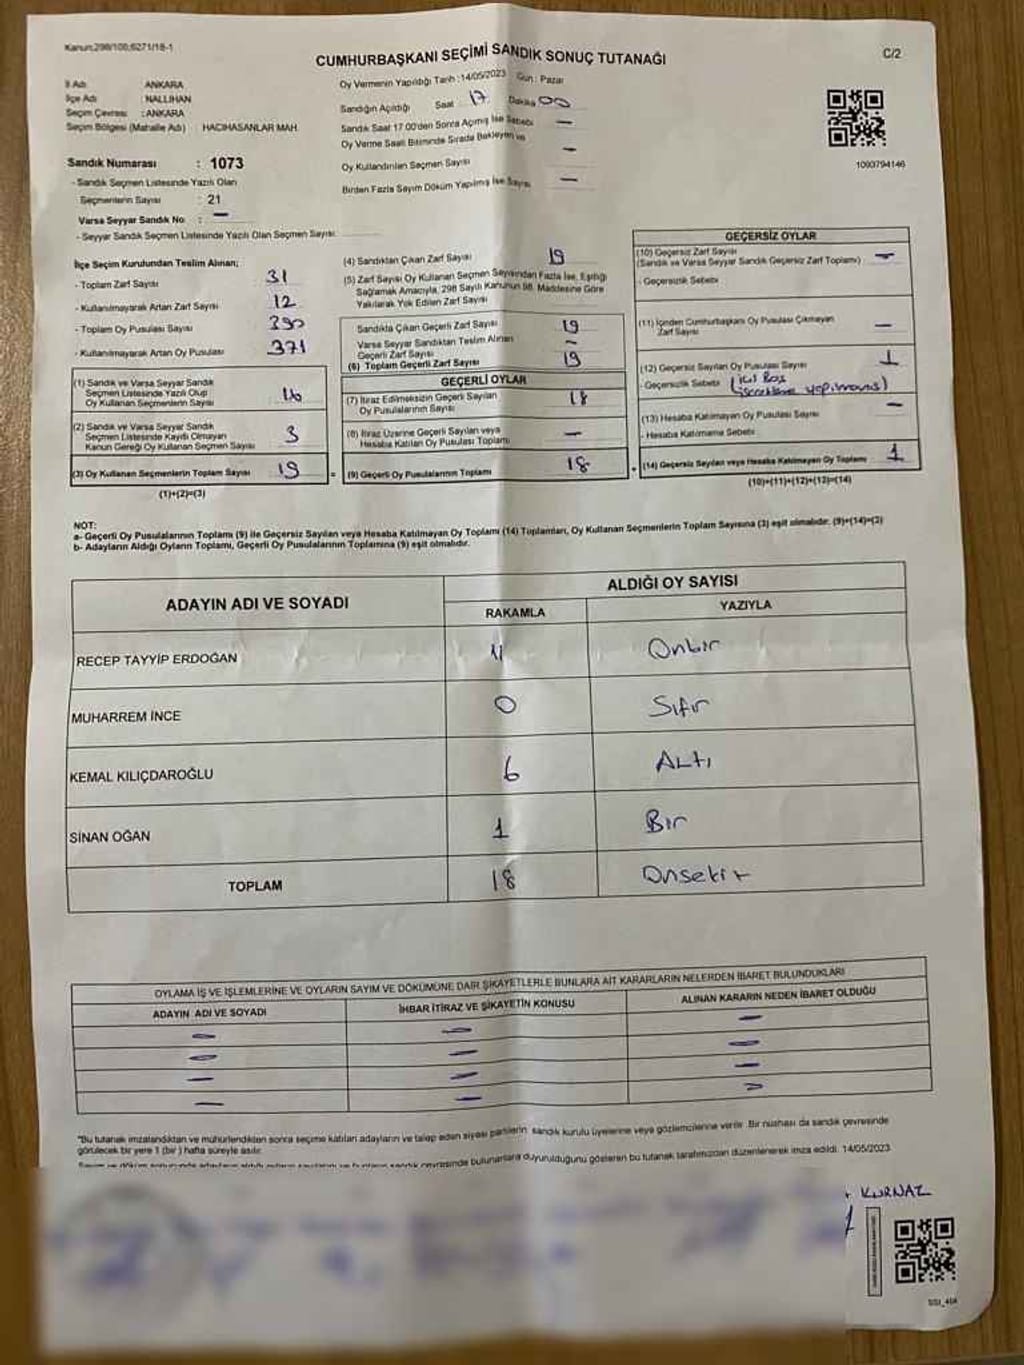 Kanun:298/100;6271/18-1
CUMHURBAŞKANI SEÇİMİ SANDIK SONUÇ TUTANAĞI
C/2
İl Adı : ANKARA
İlçe Adı : NALLIHAN
Seçim Çevresi : ANKARA
Seçim Bölgesi (Mahalle Adı) HACIHASANLAR MAH.
Sandık Numarası : 1073
- Sandık Seçmen Listesinde Yazılı Olan
Seçmenlerin Sayısı : 21
Varsa Seyyar Sandık No : —
- Seyyar Sandık Seçmen Listesinde Yazılı Olan Seçmen Sayısı:
Oy Vermenin Yapıldığı Tarih :14/05/2023 Gün : Pazar
Sandığın Açıldığı Saat 17 Dakika 00
Sandık Saat 17.00'den Sonra Açmış İse Sebebi —
Oy Verme Saati Bitiminde Sırada Bekleyen ve
Oy Kullandırılan Seçmen Sayısı —
Birden Fazla Sayım Döküm Yapılmış İse Sayısı —
1093794146
İlçe Seçim Kurulundan Teslim Alınan;
- Toplam Zarf Sayısı 31
- Kullanılmayarak Artan Zarf Sayısı 12
- Toplam Oy Pusulası Sayısı 390
- Kullanılmayarak Artan Oy Pusulası 371
(1) Sandık ve Varsa Seyyar Sandık
Seçmen Listesinde Yazılı Olup
Oy Kullanan Seçmenlerin Sayısı 16
(2) Sandık ve Varsa Seyyar Sandık
Seçmen Listesinde Kaydı Olmayan
Kanun Gereği Oy Kullanan Seçmen Sayısı 3
(3) Oy Kullanan Seçmenlerin Toplam Sayısı 19 =
(1)+(2)=(3)
(4) Sandıktan Çıkan Zarf Sayısı 19
(5) Zarf Sayısı Oy Kullanan Seçmen Sayısından Fazla İse, Eşitliği
Sağlamak Amacıyla, 298 Sayılı Kanunun 98. Maddesine Göre
Yakılarak Yok Edilen Zarf Sayısı
Sandıkta Çıkan Geçerli Zarf Sayısı 19
Varsa Seyyar Sandıktan Teslim Alınan
Geçerli Zarf Sayısı —
(6) Toplam Geçerli Zarf Sayısı 19
GEÇERLİ OYLAR
(7) İtiraz Edilmeksizin Geçerli Sayılan
Oy Pusulalarının Sayısı 18
(8) İtiraz Üzerine Geçerli Sayılan veya
Hesaba Katılan Oy Pusulası Toplamı —
(9) Geçerli Oy Pusulalarının Toplamı 18 +
GEÇERSİZ OYLAR
(10) Geçersiz Zarf Sayısı
(Sandık ve Varsa Seyyar Sandık Geçersiz Zarf Toplamı) —
- Geçersizlik Sebebi
(11) İçinden Cumhurbaşkanı Oy Pusulası Çıkmayan
Zarf Sayısı —
(12) Geçersiz Sayılan Oy Pusulası Sayısı 1
- Geçersizlik Sebebi (içi Boş
işaretleme yapılmamış)
(13) Hesaba Katılmayan Oy Pusulası Sayısı —
- Hesaba Katılmama Sebebi
(14) Geçersiz Sayılan veya Hesaba Katılmayan Oy Toplamı 1
(10)+(11)+(12)+(13)=(14)
NOT:
a- Geçerli Oy Pusulalarının Toplamı (9) ile Geçersiz Sayılan veya Hesaba Katılmayan Oy Toplamı (14) Toplamları, Oy Kullanan Seçmenlerin Toplam Sayısına (3) eşit olmalıdır. (9)+(14)=(3)
b- Adayların Aldığı Oyların Toplamı, Geçerli Oy Pusulalarının Toplamına (9) eşit olmalıdır.
ADAYIN ADI VE SOYADI
ALDIĞI OY SAYISI
RAKAMLA YAZIYLA
RECEP TAYYİP ERDOĞAN 11 Onbir
MUHARREM İNCE 0 Sıfır
KEMAL KILIÇDAROĞLU 6 ALtı
SİNAN OĞAN 1 Bir
TOPLAM 18 Onsekiz
OYLAMA İŞ VE İŞLEMLERİNE VE OYLARIN SAYIM VE DÖKÜMÜNE DAİR ŞİKAYETLERLE BUNLARA AİT KARARLARIN NELERDEN İBARET BULUNDUKLARI
ADAYIN ADI VE SOYADI İHBAR İTİRAZ VE ŞİKAYETİN KONUSU ALINAN KARARIN NEDEN İBARET OLDUĞU
— — —
— — —
— — —
— — —
"Bu tutanak imzalandıktan ve mühürlendikten sonra seçime katılan adayların ve talep eden siyasi partilerin sandık kurulu üyelerine veya gözlemcilerine verilir. Bir nüshası da sandık çevresinde
görülecek bir yere 1 (bir) hafta süreyle asılır.
Sayım ve döküm sonucunda adayların aldığı oyların sayılarını ve bunların sandık çevresinde bulunanlara duyurulduğunu gösteren bu tutanak tarafımızdan düzenlenerek imza edildi. 14/05/2023
KURNAZ